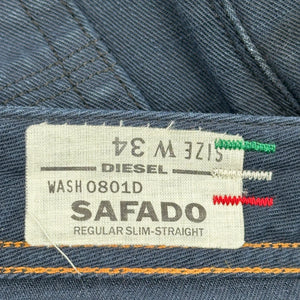 SIZE W 34
DIESEL
WASH 0801D
SAFADO
REGULAR SLIM-STRAIGHT